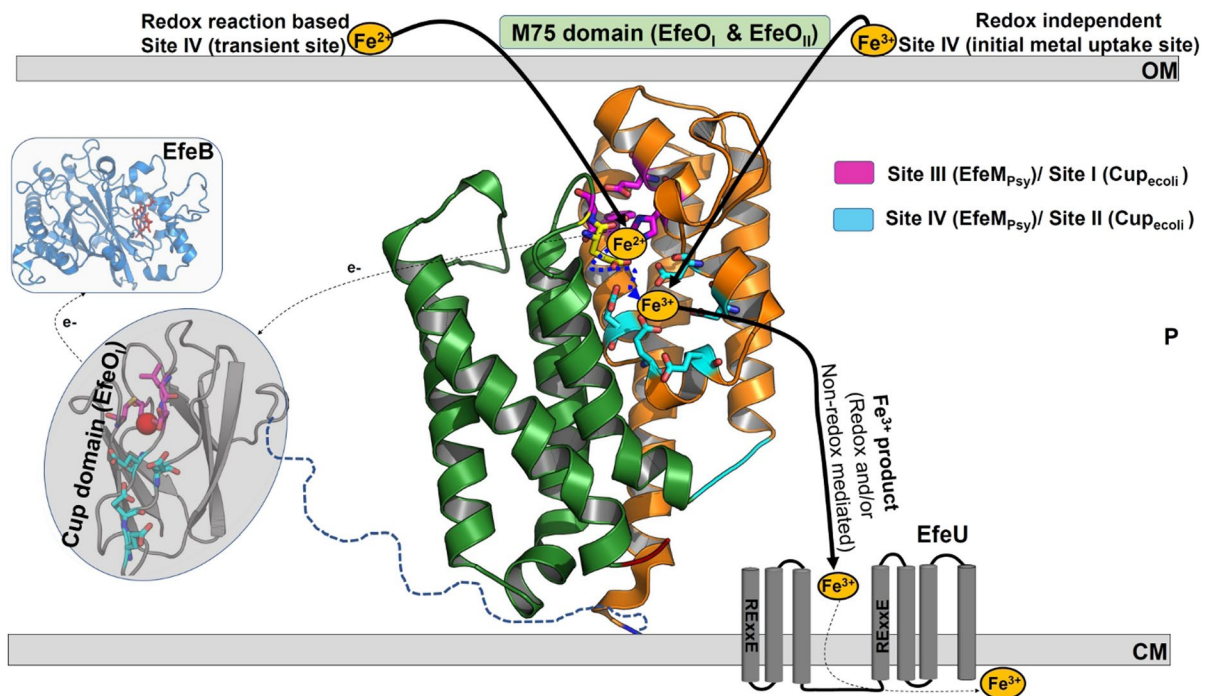 Redox reaction based
Site IV (transient site)
Fe2+
M75 domain (EfeOI & EfeOII)
Fe3+
Redox independent
Site IV (initial metal uptake site)
OM
EfeB
Site III (EfeMPsy)/ Site I (Cupecoli)
Site IV (EfeMPsy)/ Site II (Cupecoli)
Fe2+
e-
Fe3+
e-
P
Cup domain (EfeOI)
Fe3+ product
(Redox and/or
Non-redox mediated)
EfeU
Fe3+
RExxE
RExxE
CM
Fe3+